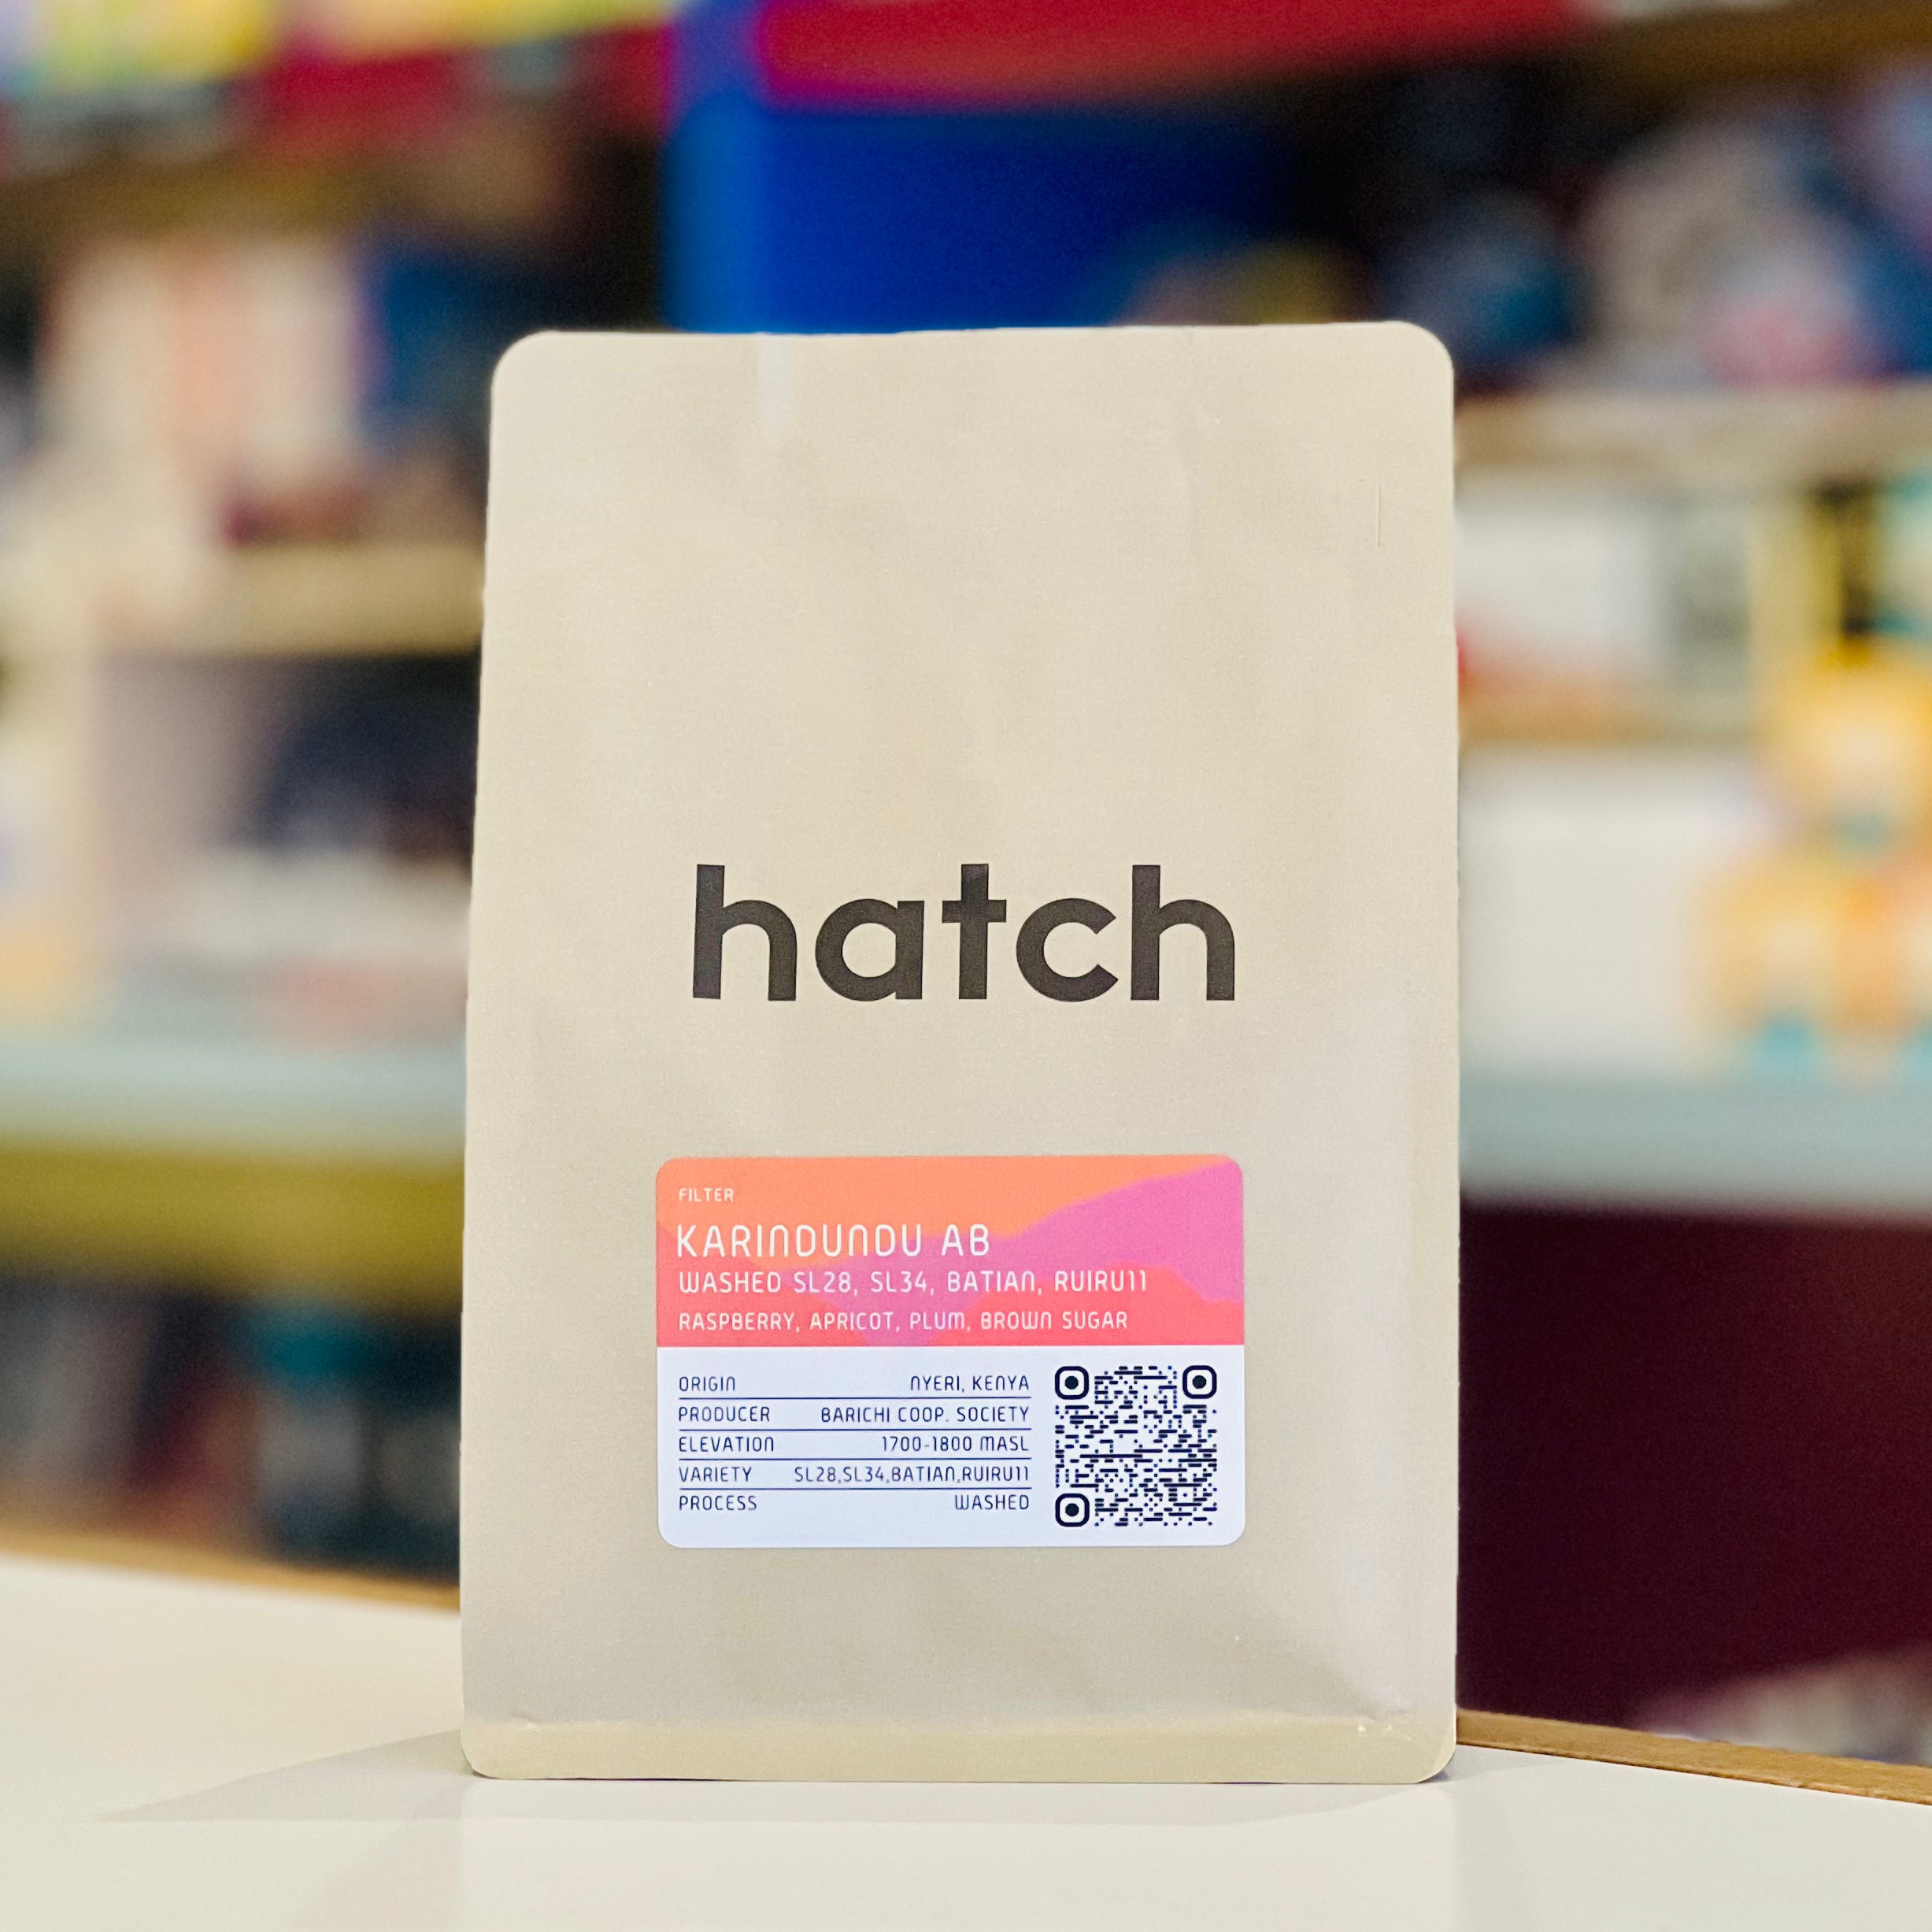 hatch
FILTER
KARINDUNDU AB
WASHED SL28, SL34, BATIAN, RUIRU11
RASPBERRY, APRICOT, PLUM, BROWN SUGAR
ORIGIN NYERI, KENYA
PRODUCER BARICHI COOP. SOCIETY
ELEVATION 1700-1800 MASL
VARIETY SL28,SL34,BATIAN,RUIRU11
PROCESS WASHED